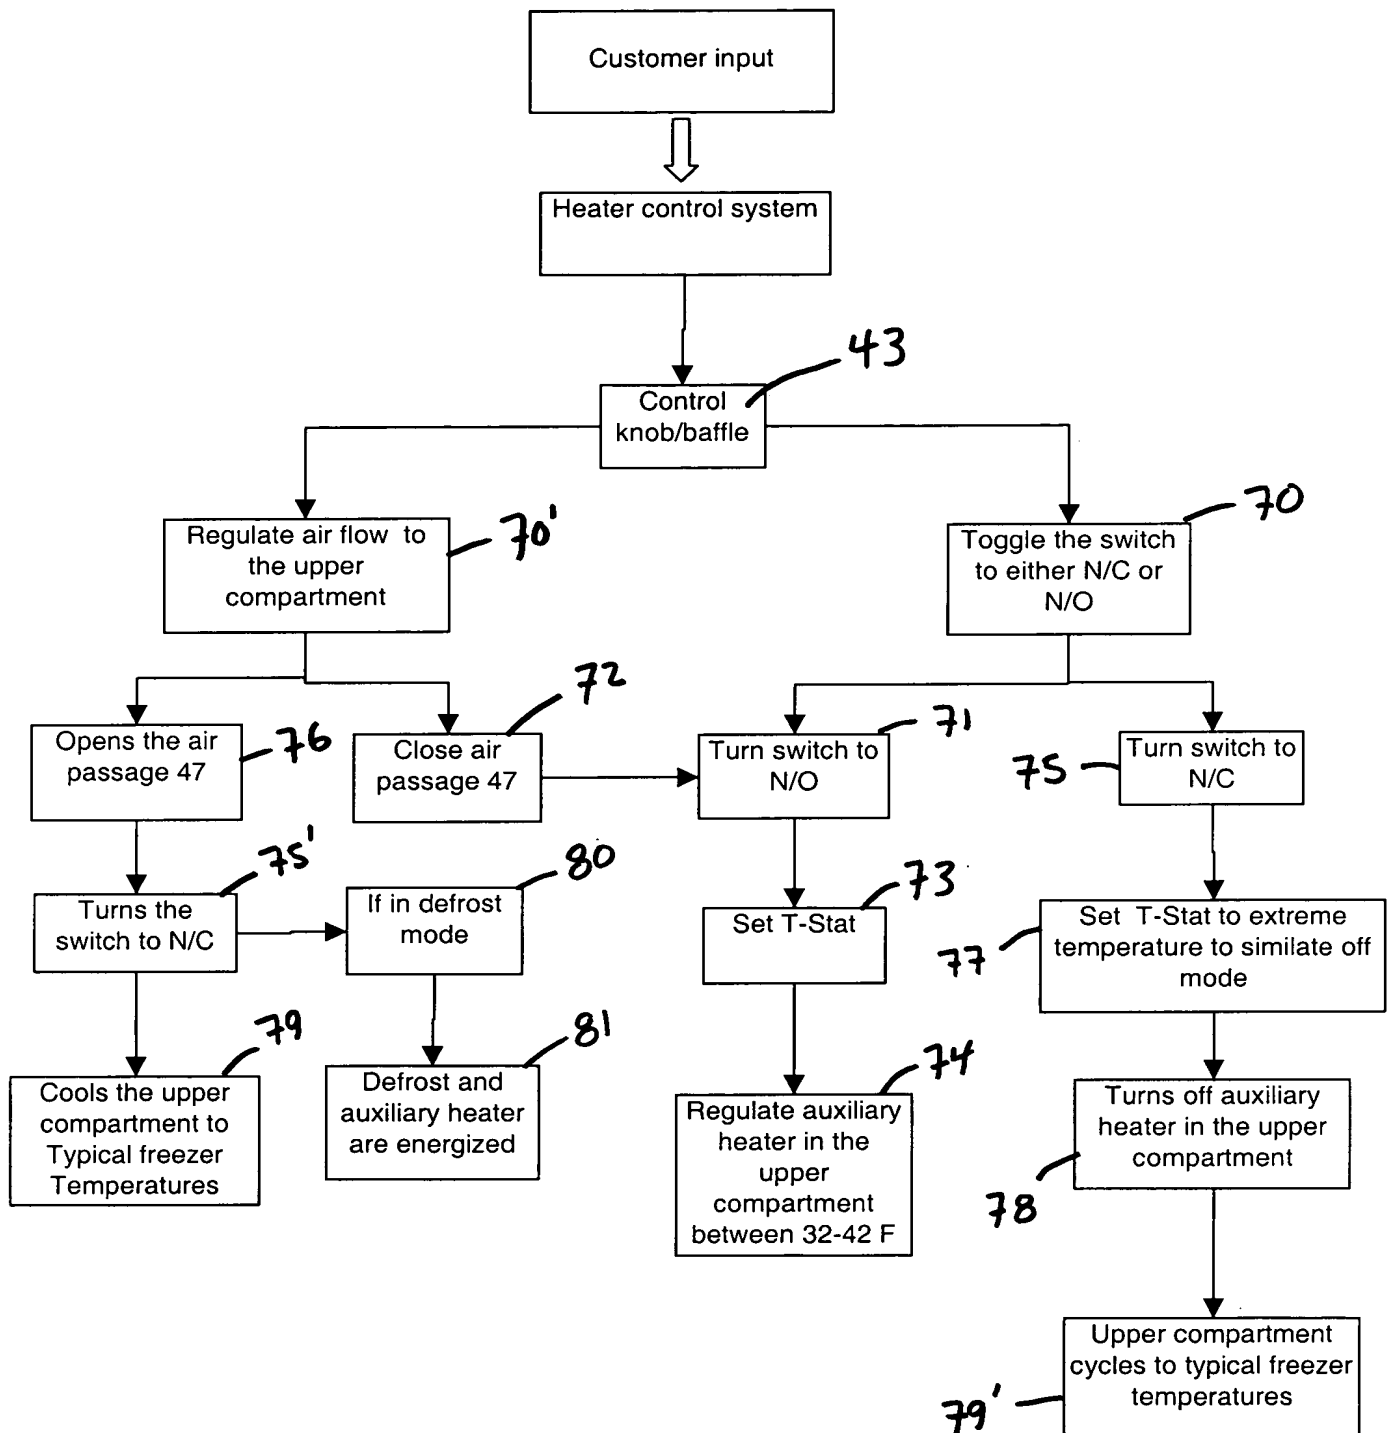 Customer input
Heater control system
43
Control
knob/baffle
Regulate air flow to
the upper
compartment
70'
Toggle the switch
to either N/C or
N/O
70
Opens the air
passage 47
76
Close air
passage 47
72
Turn switch to
N/O
71
Turn switch to
N/C
75
Turns the
switch to N/C
75'
If in defrost
mode
80
Set T-Stat
73
Set T-Stat to extreme
temperature to similate off
mode
77
Cools the upper
compartment to
Typical freezer
Temperatures
79
Defrost and
auxiliary heater
are energized
81
Regulate auxiliary
heater in the
upper
compartment
between 32-42 F
74
Turns off auxiliary
heater in the upper
compartment
78
Upper compartment
cycles to typical freezer
temperatures
79'